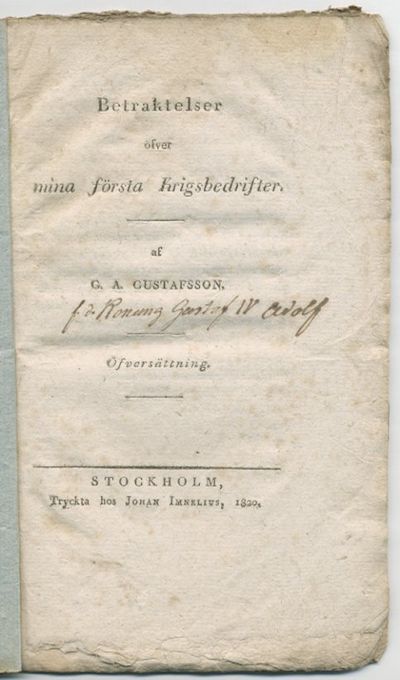 Betraktelser
öfver
mina första krigsbedrifter.
af
G. A. GUSTAFSSON.
f. d. Konung Gustaf IV Adolf
Öfversättning.
STOCKHOLM,
Tryckta hos JOHAN IMNELIUS, 1820.